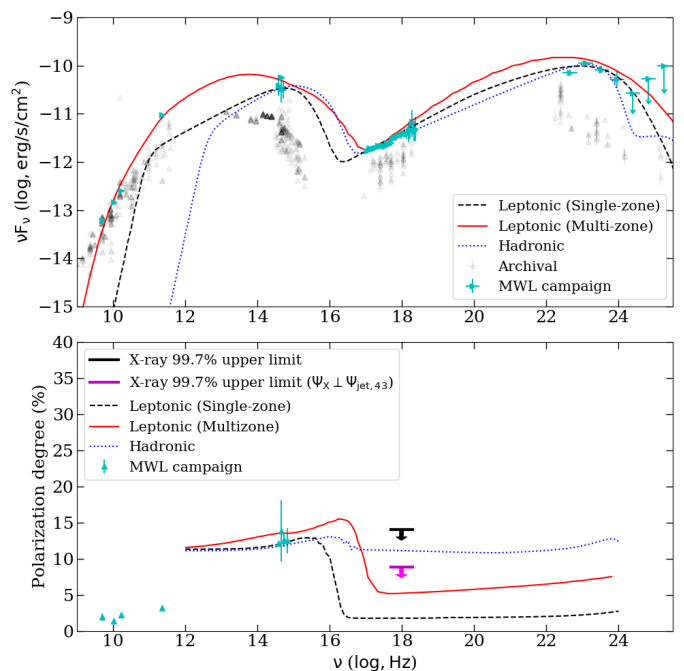 −9
−10
−11
−12
−13
−14
−15
νFν (log, erg/s/cm²)
Leptonic (Single-zone)
Leptonic (Multi-zone)
Hadronic
Archival
MWL campaign
10 12 14 16 18 20 22 24
40
35
30
25
20
15
10
5
0
Polarization degree (%)
X-ray 99.7% upper limit
X-ray 99.7% upper limit (Ψ_X ⊥ Ψ_jet,43)
Leptonic (Single-zone)
Leptonic (Multizone)
Hadronic
MWL campaign
10 12 14 16 18 20 22 24
ν (log, Hz)